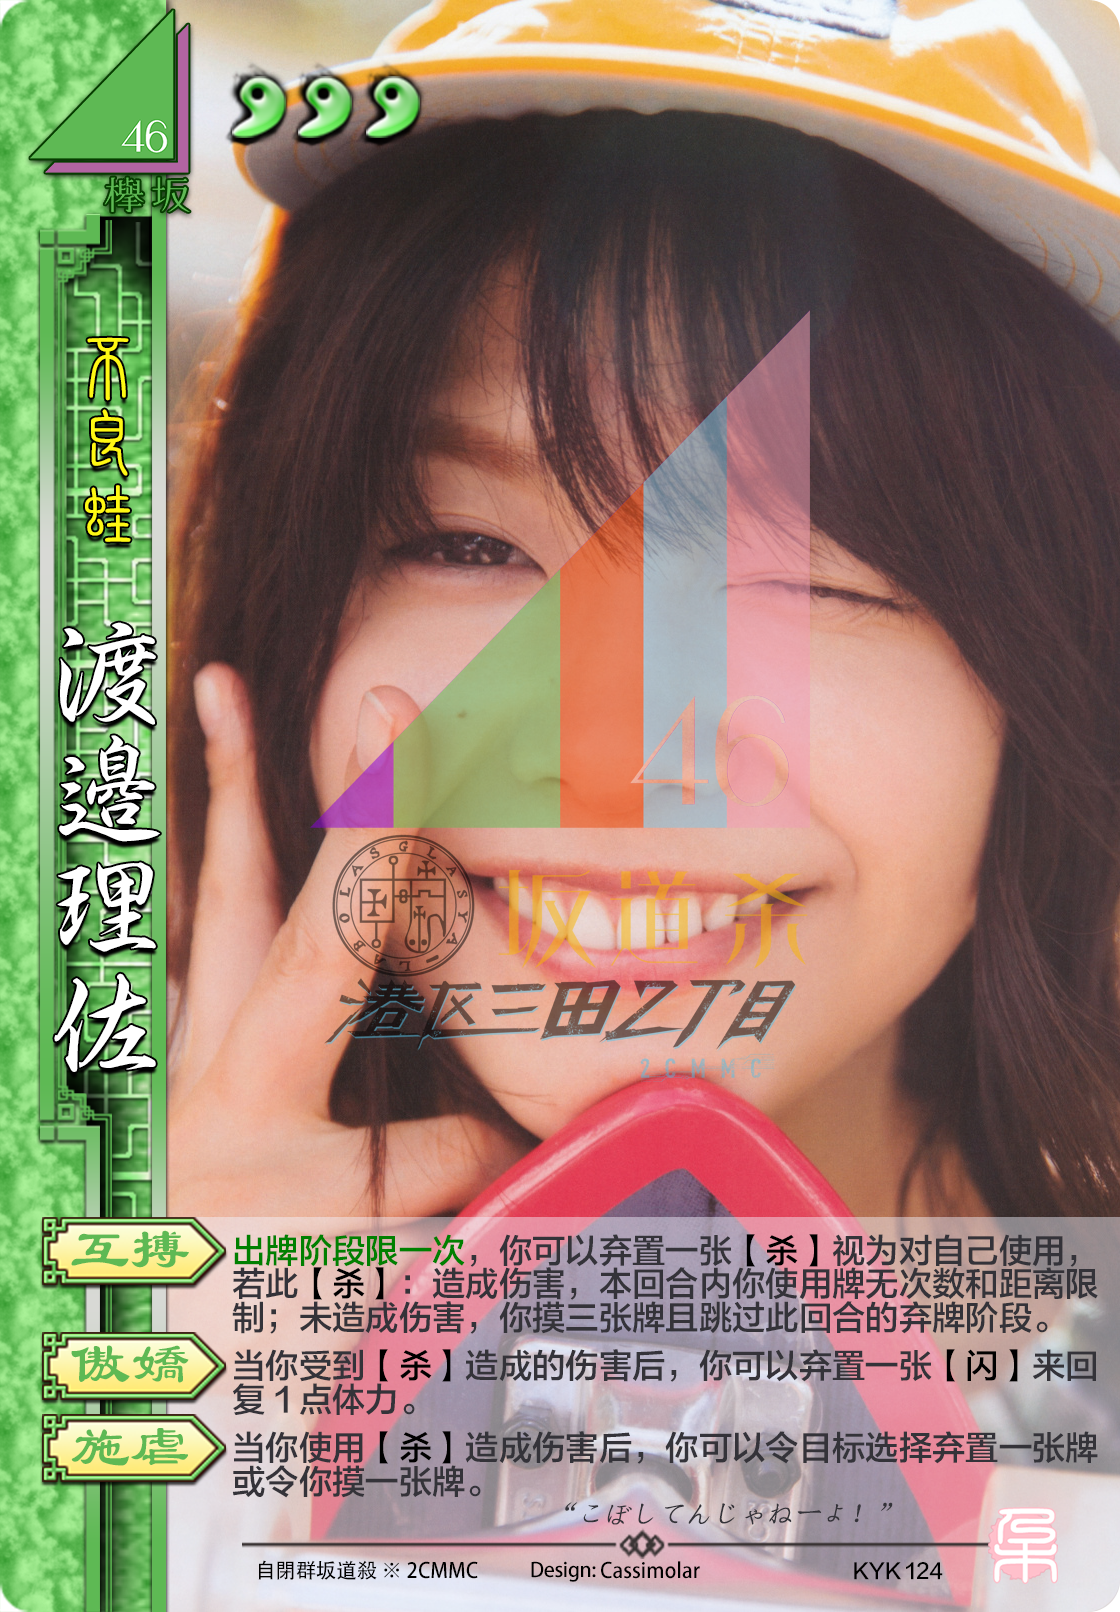 46
欅坂
不良蛙
渡邉理佐
46
GLASYA LABOLAS
坂道杀
港区三田乙丁目
2CMMC
互搏
出牌阶段限一次，你可以弃置一张【杀】视为对自己使用，
若此【杀】：造成伤害，本回合内你使用牌无次数和距离限
制；未造成伤害，你摸三张牌且跳过此回合的弃牌阶段。
傲嬌
当你受到【杀】造成的伤害后，你可以弃置一张【闪】来回
复1点体力。
施虐
当你使用【杀】造成伤害后，你可以令目标选择弃置一张牌
或令你摸一张牌。
“こぼしてんじゃねーよ！”
自閉群坂道殺 ※ 2CMMC Design: Cassimolar KYK 124